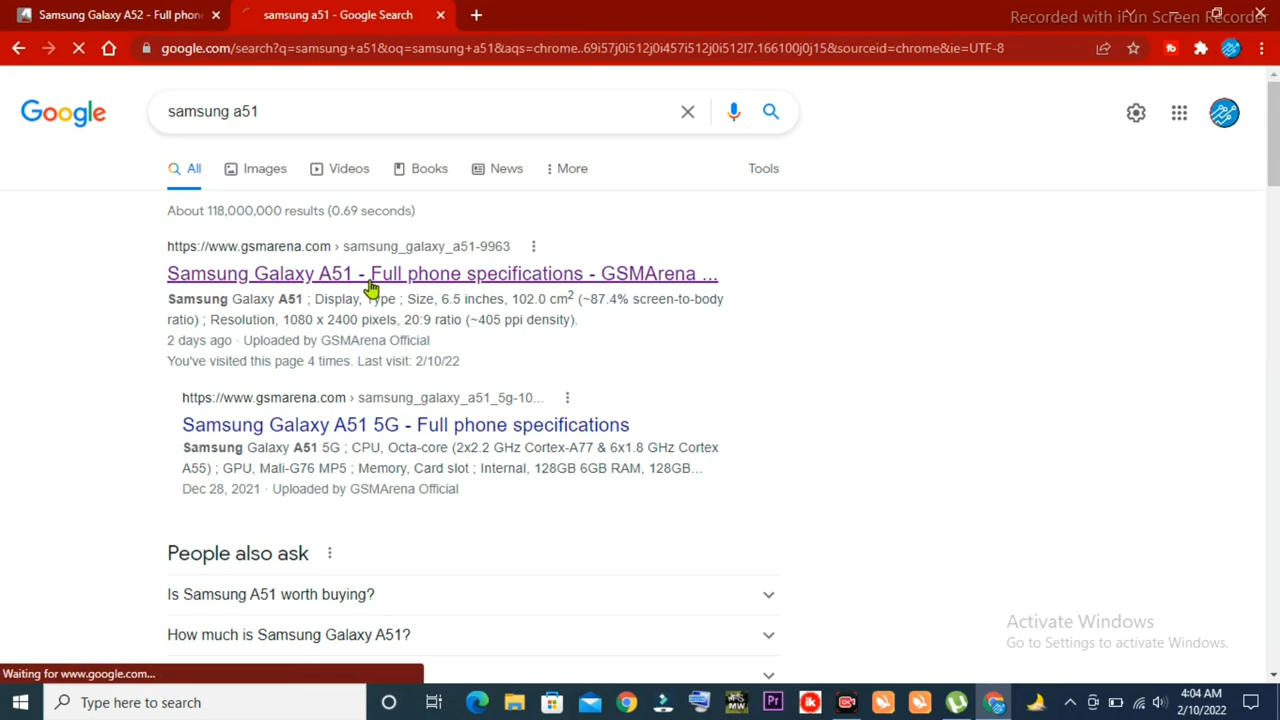 Samsung Galaxy A52 - Full phone
samsung a51 - Google Search
Recorded with iFun Screen Recorder
google.com/search?q=samsung+a51&oq=samsung+a51&aqs=chrome..69i57j0i512j0i457i512j0i512l7.166100j0j15&sourceid=chrome&ie=UTF-8
Google
samsung a51
All
Images
Videos
Books
News
More
Tools
About 118,000,000 results (0.69 seconds)
https://www.gsmarena.com › samsung_galaxy_a51-9963
Samsung Galaxy A51 - Full phone specifications - GSMArena ...
Samsung Galaxy A51 ; Display, Type ; Size, 6.5 inches, 102.0 cm2 (~87.4% screen-to-body
ratio) ; Resolution, 1080 x 2400 pixels, 20:9 ratio (~405 ppi density).
2 days ago · Uploaded by GSMArena Official
You've visited this page 4 times. Last visit: 2/10/22
https://www.gsmarena.com › samsung_galaxy_a51_5g-10...
Samsung Galaxy A51 5G - Full phone specifications
Samsung Galaxy A51 5G ; CPU, Octa-core (2x2.2 GHz Cortex-A77 & 6x1.8 GHz Cortex
A55) ; GPU, Mali-G76 MP5 ; Memory, Card slot ; Internal, 128GB 6GB RAM, 128GB...
Dec 28, 2021 · Uploaded by GSMArena Official
People also ask
Is Samsung A51 worth buying?
How much is Samsung Galaxy A51?
Activate Windows
Go to Settings to activate Windows.
Waiting for www.google.com...
Type here to search
MW
Pr
4:04 AM
2/10/2022